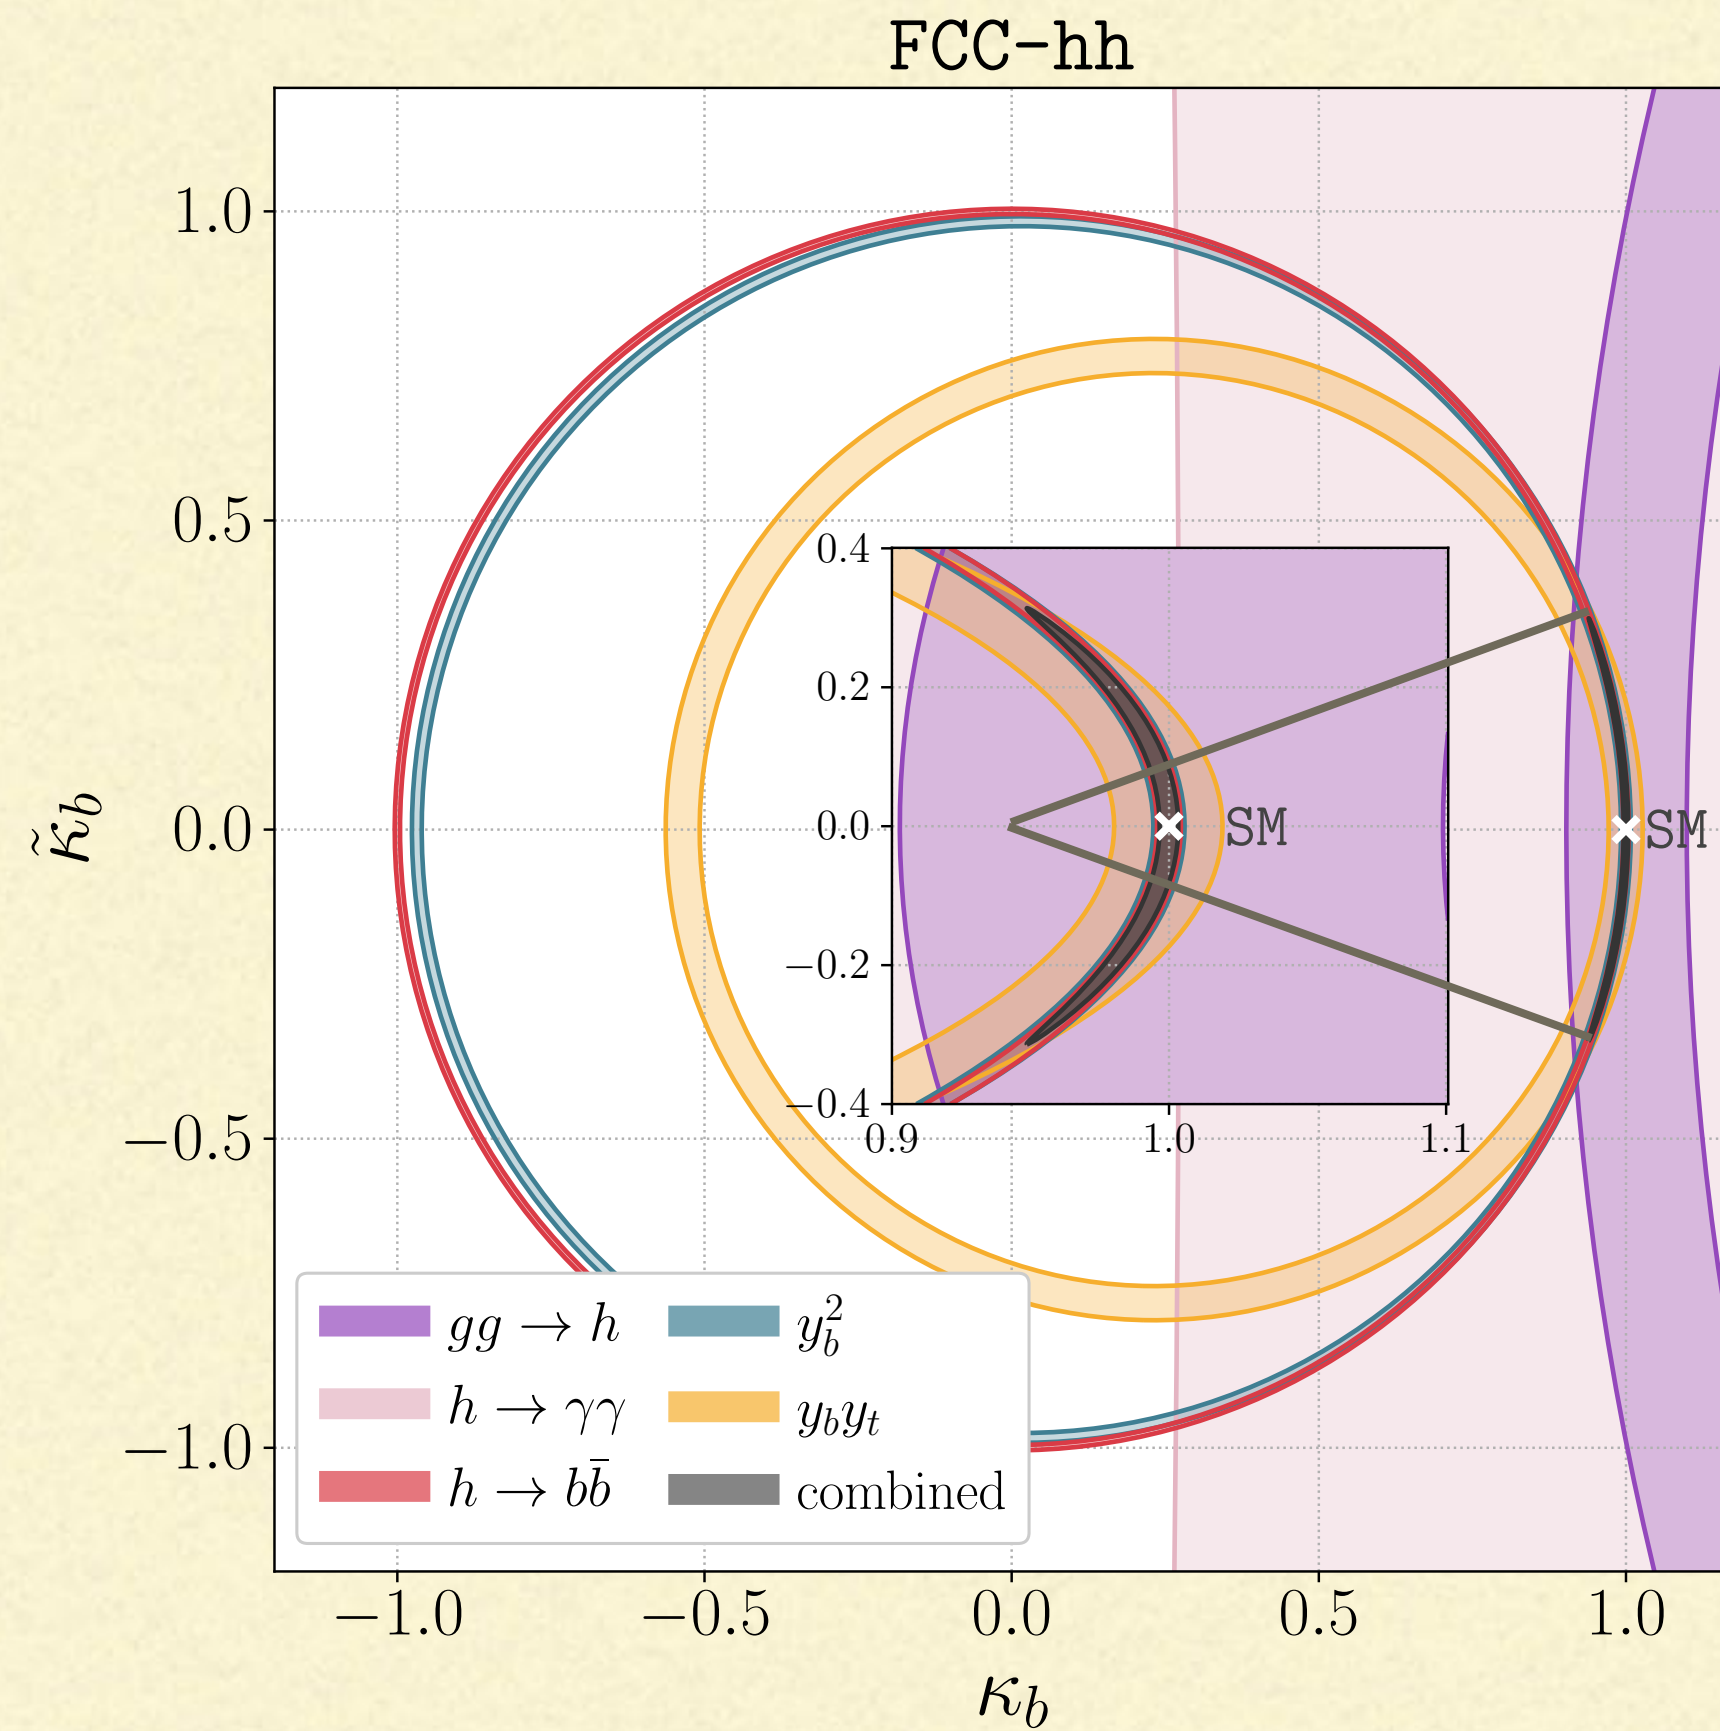 FCC-hh
1.0
0.5
0.0
−0.5
−1.0
κ̃_b
0.4
0.2
0.0
−0.2
−0.4
0.9 1.0 1.1
SM
SM
gg → h
h → γγ
h → bb̄
y_b^2
y_b y_t
combined
−1.0 −0.5 0.0 0.5 1.0
κ_b